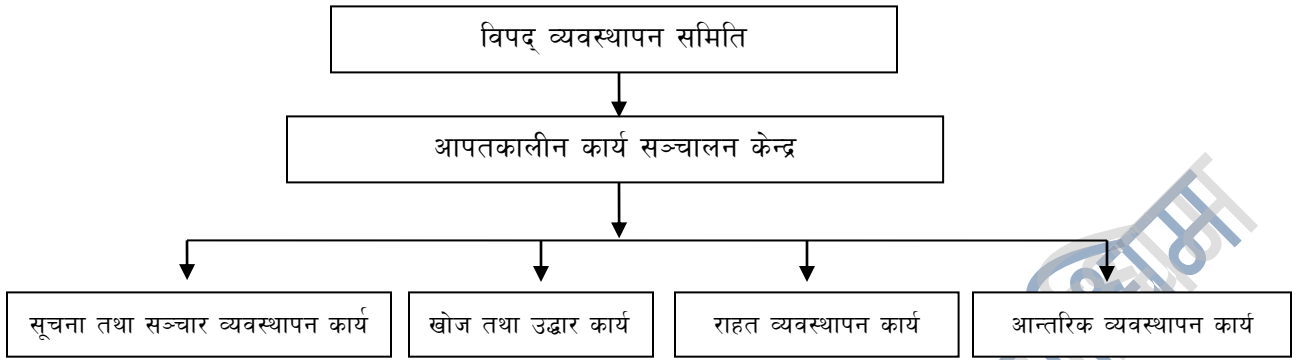 विपद् व्यवस्थापन समिति
आपतकालीन कार्य सञ्चालन केन्द्र
सूचना तथा सञ्चार व्यवस्थापन कार्य
खोज तथा उद्धार कार्य
राहत व्यवस्थापन कार्य
आन्तरिक व्यवस्थापन कार्य